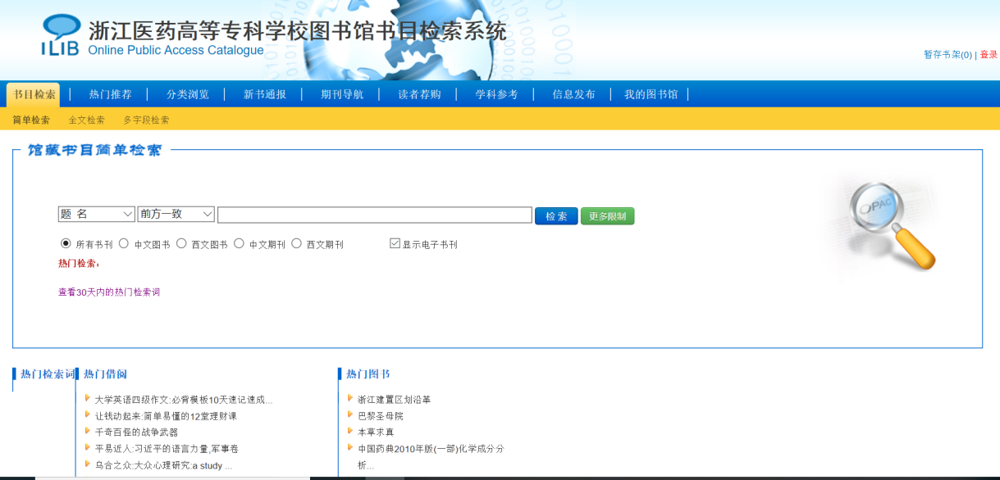 ILIB
浙江医药高等专科学校图书馆书目检索系统
Online Public Access Catalogue
暂存书架(0) | 登录
书目检索 热门推荐 分类浏览 新书通报 期刊导航 读者荐购 学科参考 信息发布 我的图书馆
简单检索 全文检索 多字段检索
馆藏书目简单检索
OPAC
题 名 前方一致 检 索 更多限制
所有书刊 中文图书 西文图书 中文期刊 西文期刊 显示电子书刊
热门检索:
查看30天内的热门检索词
热门检索词 热门借阅 热门图书
大学英语四级作文:必背模板10天速记速成... 浙江建置区划沿革
让钱动起来:简单易懂的12堂理财课 巴黎圣母院
千奇百怪的战争武器 本草求真
平易近人:习近平的语言力量,军事卷 中国药典2010年版(一部)化学成分分
乌合之众:大众心理研究:a study ... 析...